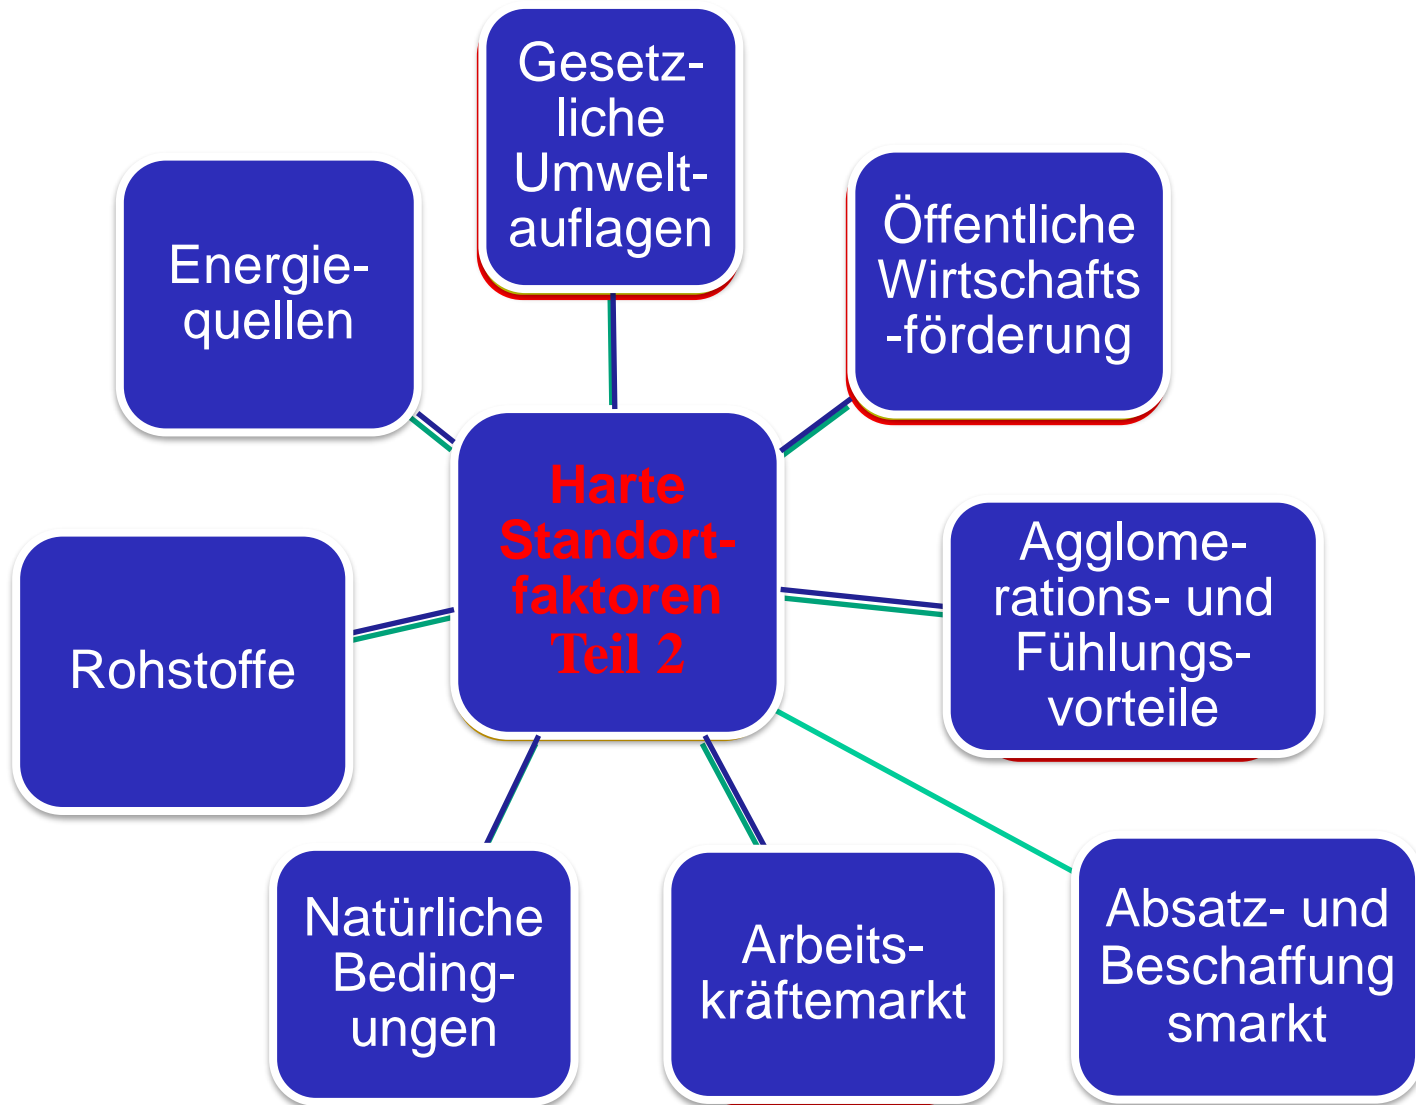 Gesetz-
liche
Umwelt-
auflagen
Öffentliche
Wirtschafts
-förderung
Energie-
quellen
Harte
Standort-
faktoren
Teil 2
Agglome-
rations- und
Fühlungs-
vorteile
Rohstoffe
Natürliche
Beding-
ungen
Arbeits-
kräftemarkt
Absatz- und
Beschaffung
smarkt